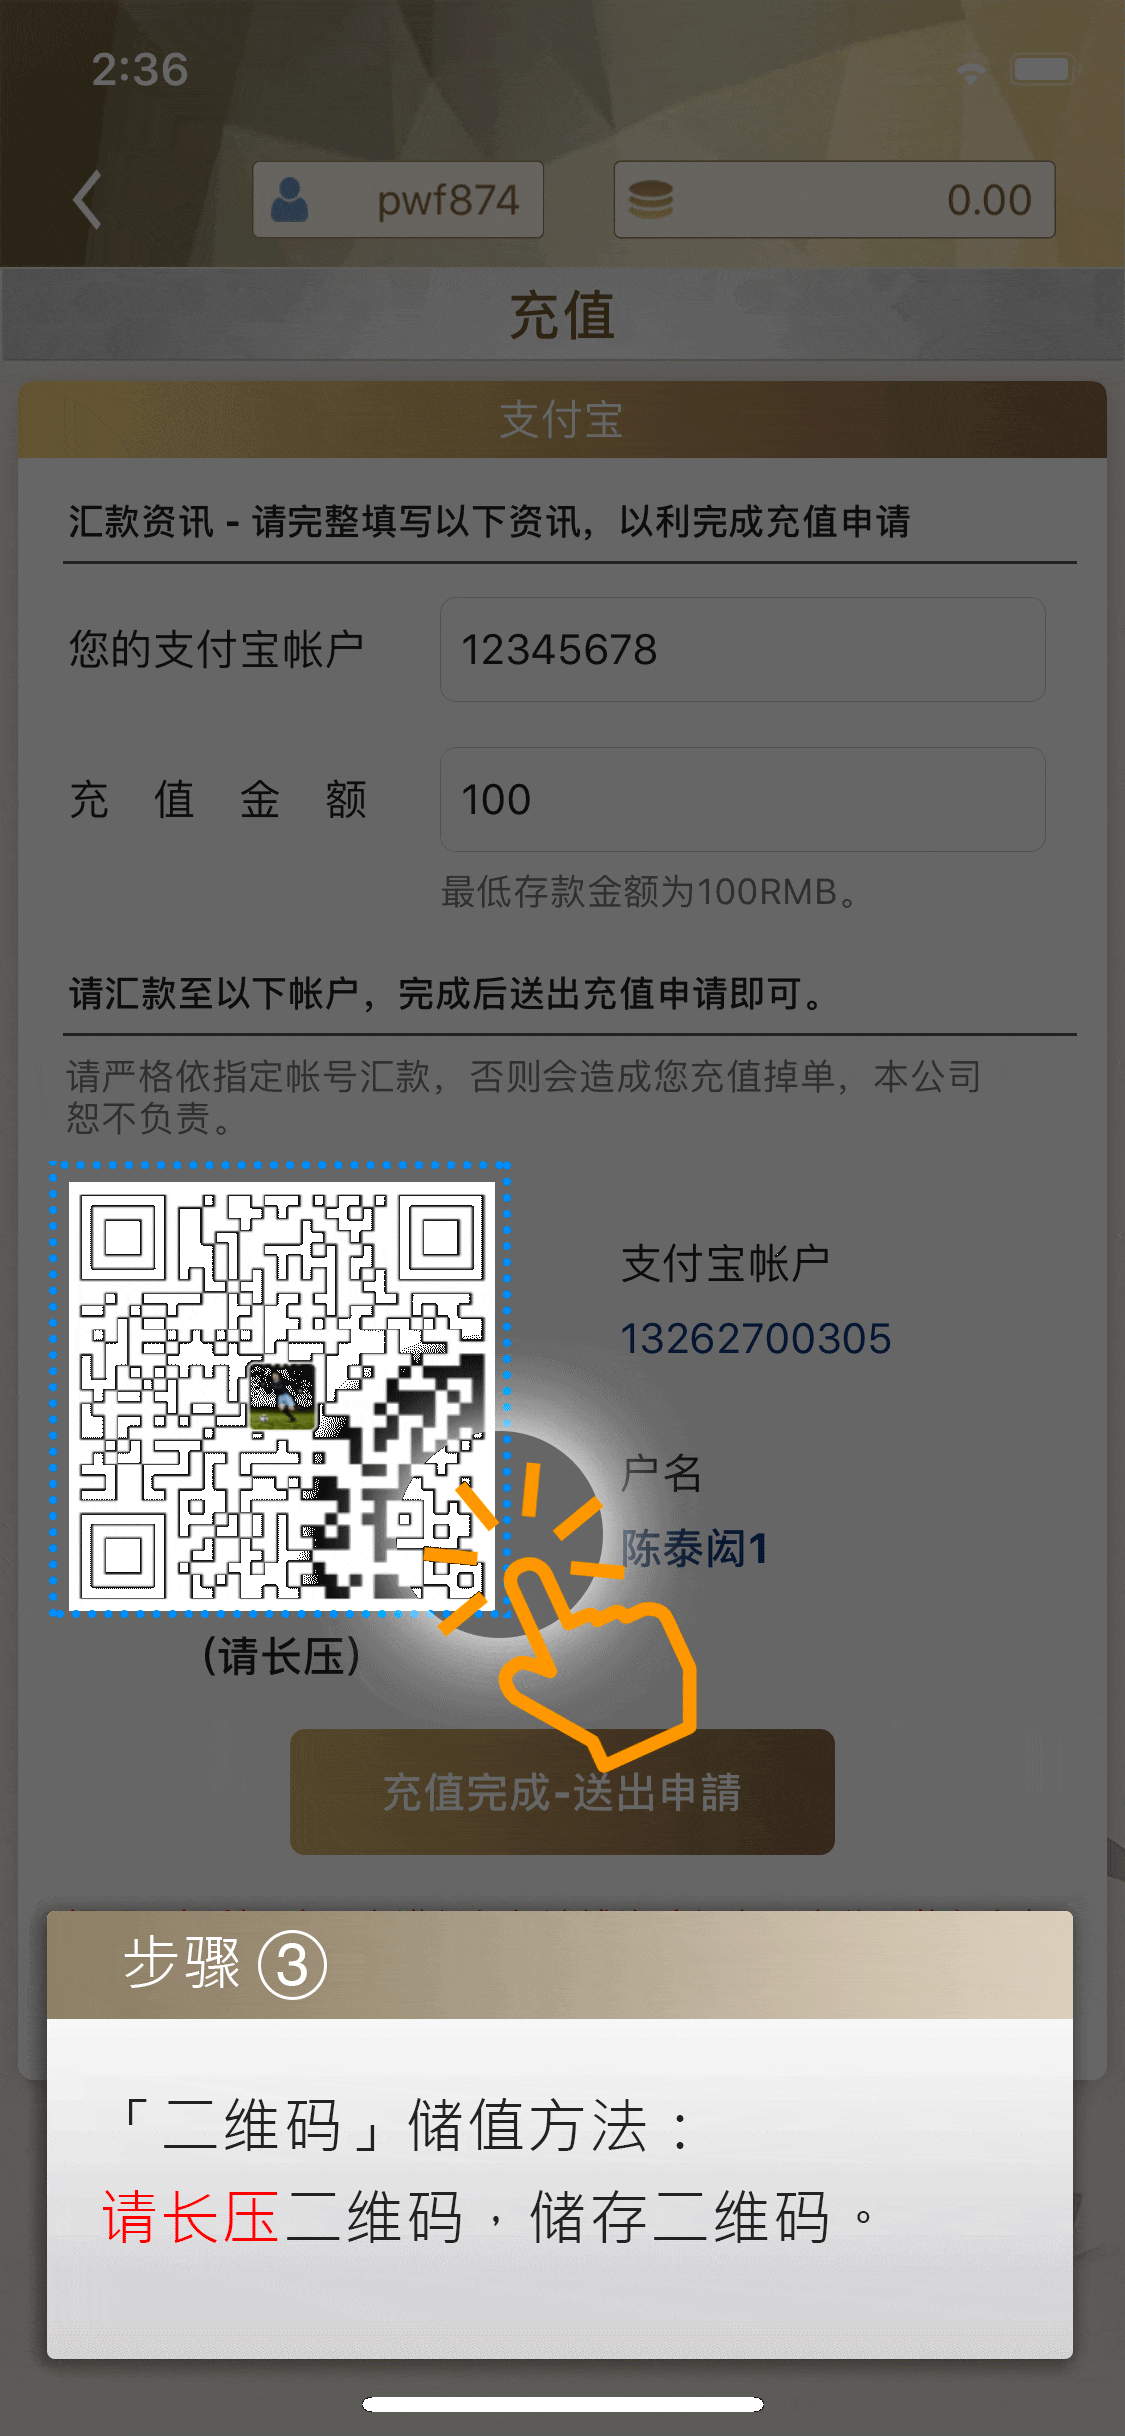 2:36
pwf874
0.00
充值
支付宝
汇款资讯 - 请完整填写以下资讯，以利完成充值申请
您的支付宝帐户
12345678
充 值 金 额
100
最低存款金额为100RMB。
请汇款至以下帐户，完成后送出充值申请即可。
请严格依指定帐号汇款，否则会造成您充值掉单，本公司
恕不负责。
支付宝帐户
13262700305
户名
陈泰闳1
(请长压)
充值完成-送出申請
步骤 ③
「二维码」储值方法：
请长压二维码，储存二维码。